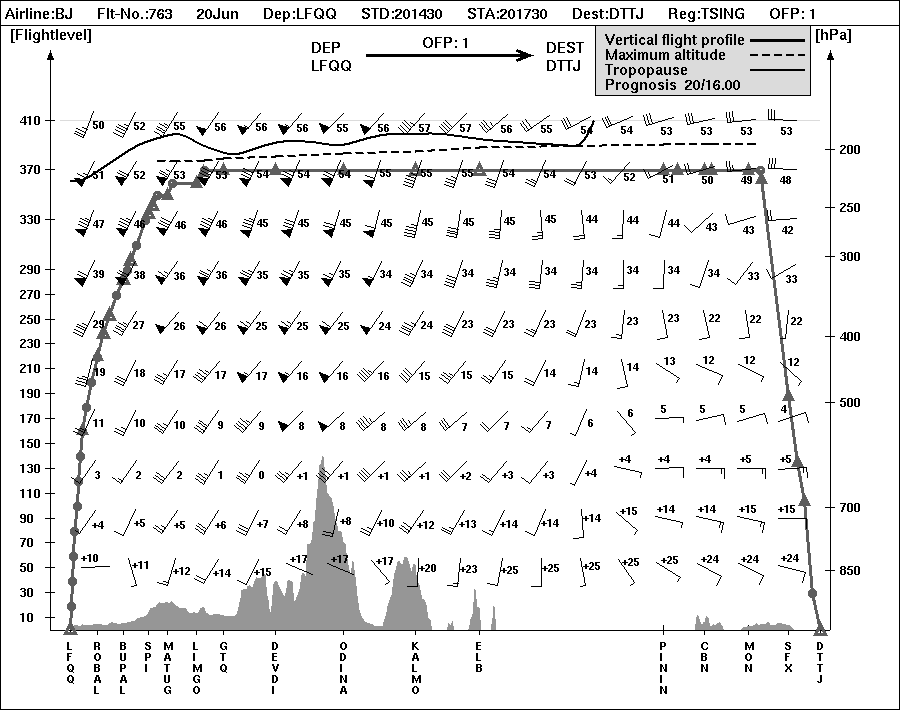 Airline:BJ Flt-No.:763 20Jun Dep:LFQQ STD:201430 STA:201730 Dest:DTTJ Reg:TSING OFP: 1
[Flightlevel] [hPa]
OFP: 1
DEP DEST
LFQQ DTTJ
Vertical flight profile
Maximum altitude
Tropopause
Prognosis 20/16.00
410 50 52 55 56 56 56 56 56 57 57 56 55 54 54 53 53 53 53
200
370 51 52 53 53 54 54 54 55 55 55 54 54 53 52 51 50 49 48
250
330 47 46 46 46 45 45 45 45 45 45 45 45 44 44 44 43 43 42
300
290 39 38 36 36 35 35 35 34 34 34 34 34 34 34 34 34 33 33
270
250 29 27 26 26 25 25 25 24 24 23 23 23 23 23 23 22 22 22
230 400
210 19 18 17 17 17 16 16 16 15 15 15 14 14 14 13 12 12 12
190
170 11 10 10 9 9 8 8 8 8 7 7 7 6 6 5 5 5 4
500
150
130 3 2 2 1 0 +1 +1 +1 +1 +2 +3 +3 +4 +4 +4 +4 +5 +5
110
90 +4 +5 +5 +6 +7 +8 +8 +10 +12 +13 +14 +14 +14 +15 +14 +14 +15 +15
700
70
50 +10 +11 +12 +14 +15 +17 +17 +17 +20 +23 +25 +25 +25 +25 +25 +24 +24 +24
850
30
10
LFQQ ROBAL BUPAL SPI MATUG LIMGO GTQ DEVDI ODINA KALMO ELB PININ CBN MON SFX DTTJ